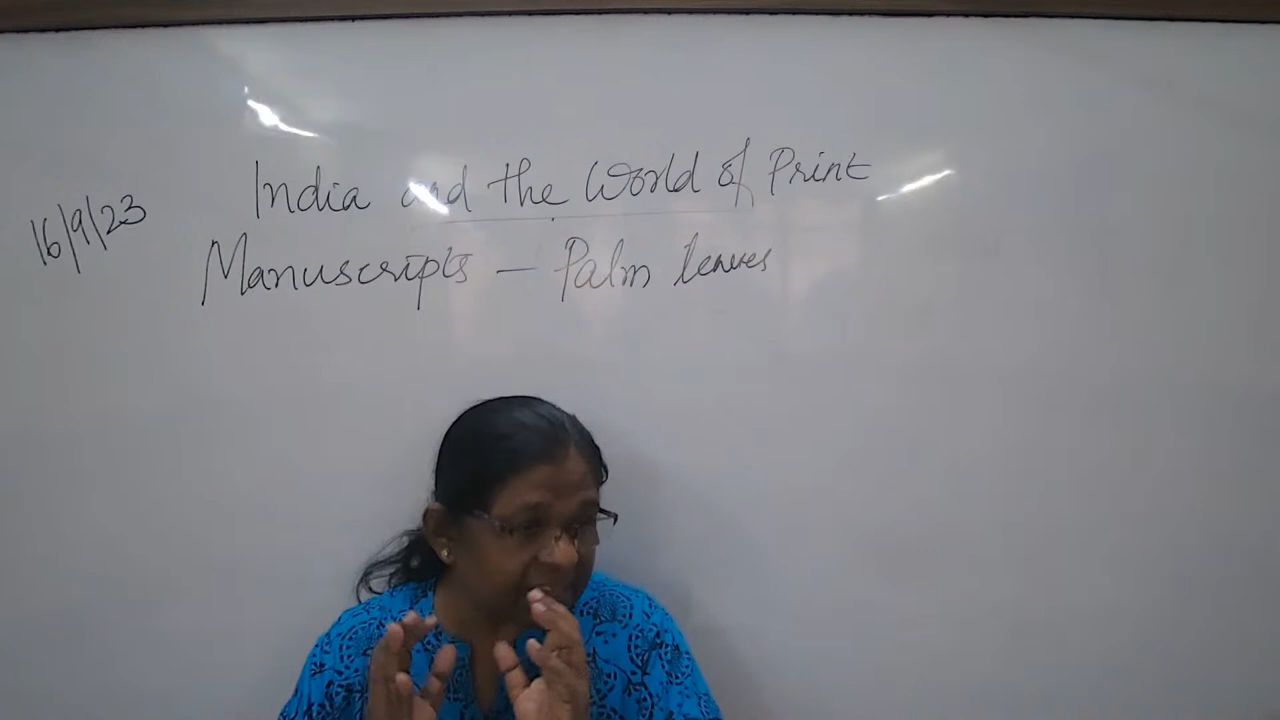 India and the World of Print
16/9/23
Manuscripts – Palm leaves